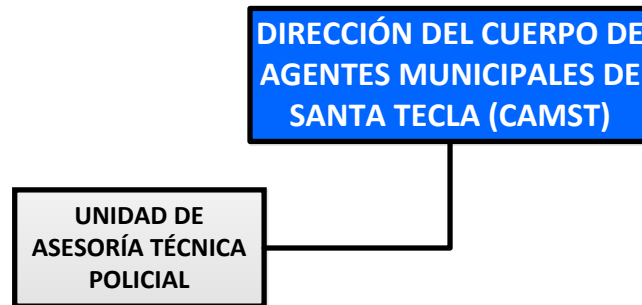 DIRECCIÓN DEL CUERPO DE
AGENTES MUNICIPALES DE
SANTA TECLA (CAMST)
UNIDAD DE
ASESORÍA TÉCNICA
POLICIAL